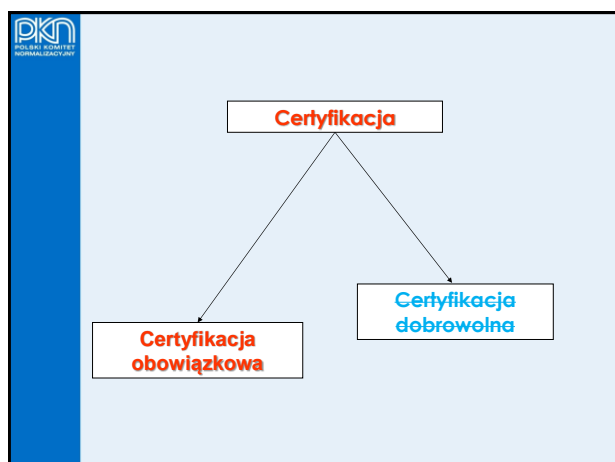 PKN
POLSKI KOMITET
NORMALIZACYJNY
Certyfikacja
Certyfikacja
dobrowolna
Certyfikacja
obowiązkowa